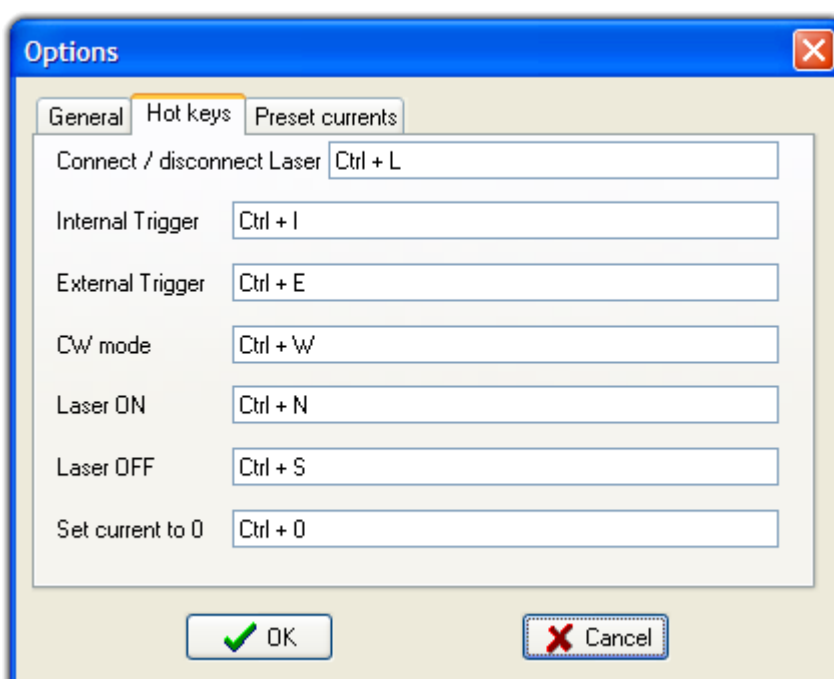 Options
General Hot keys Preset currents
Connect / disconnect Laser Ctrl + L
Internal Trigger Ctrl + I
External Trigger Ctrl + E
CW mode Ctrl + W
Laser ON Ctrl + N
Laser OFF Ctrl + S
Set current to 0 Ctrl + 0
OK Cancel